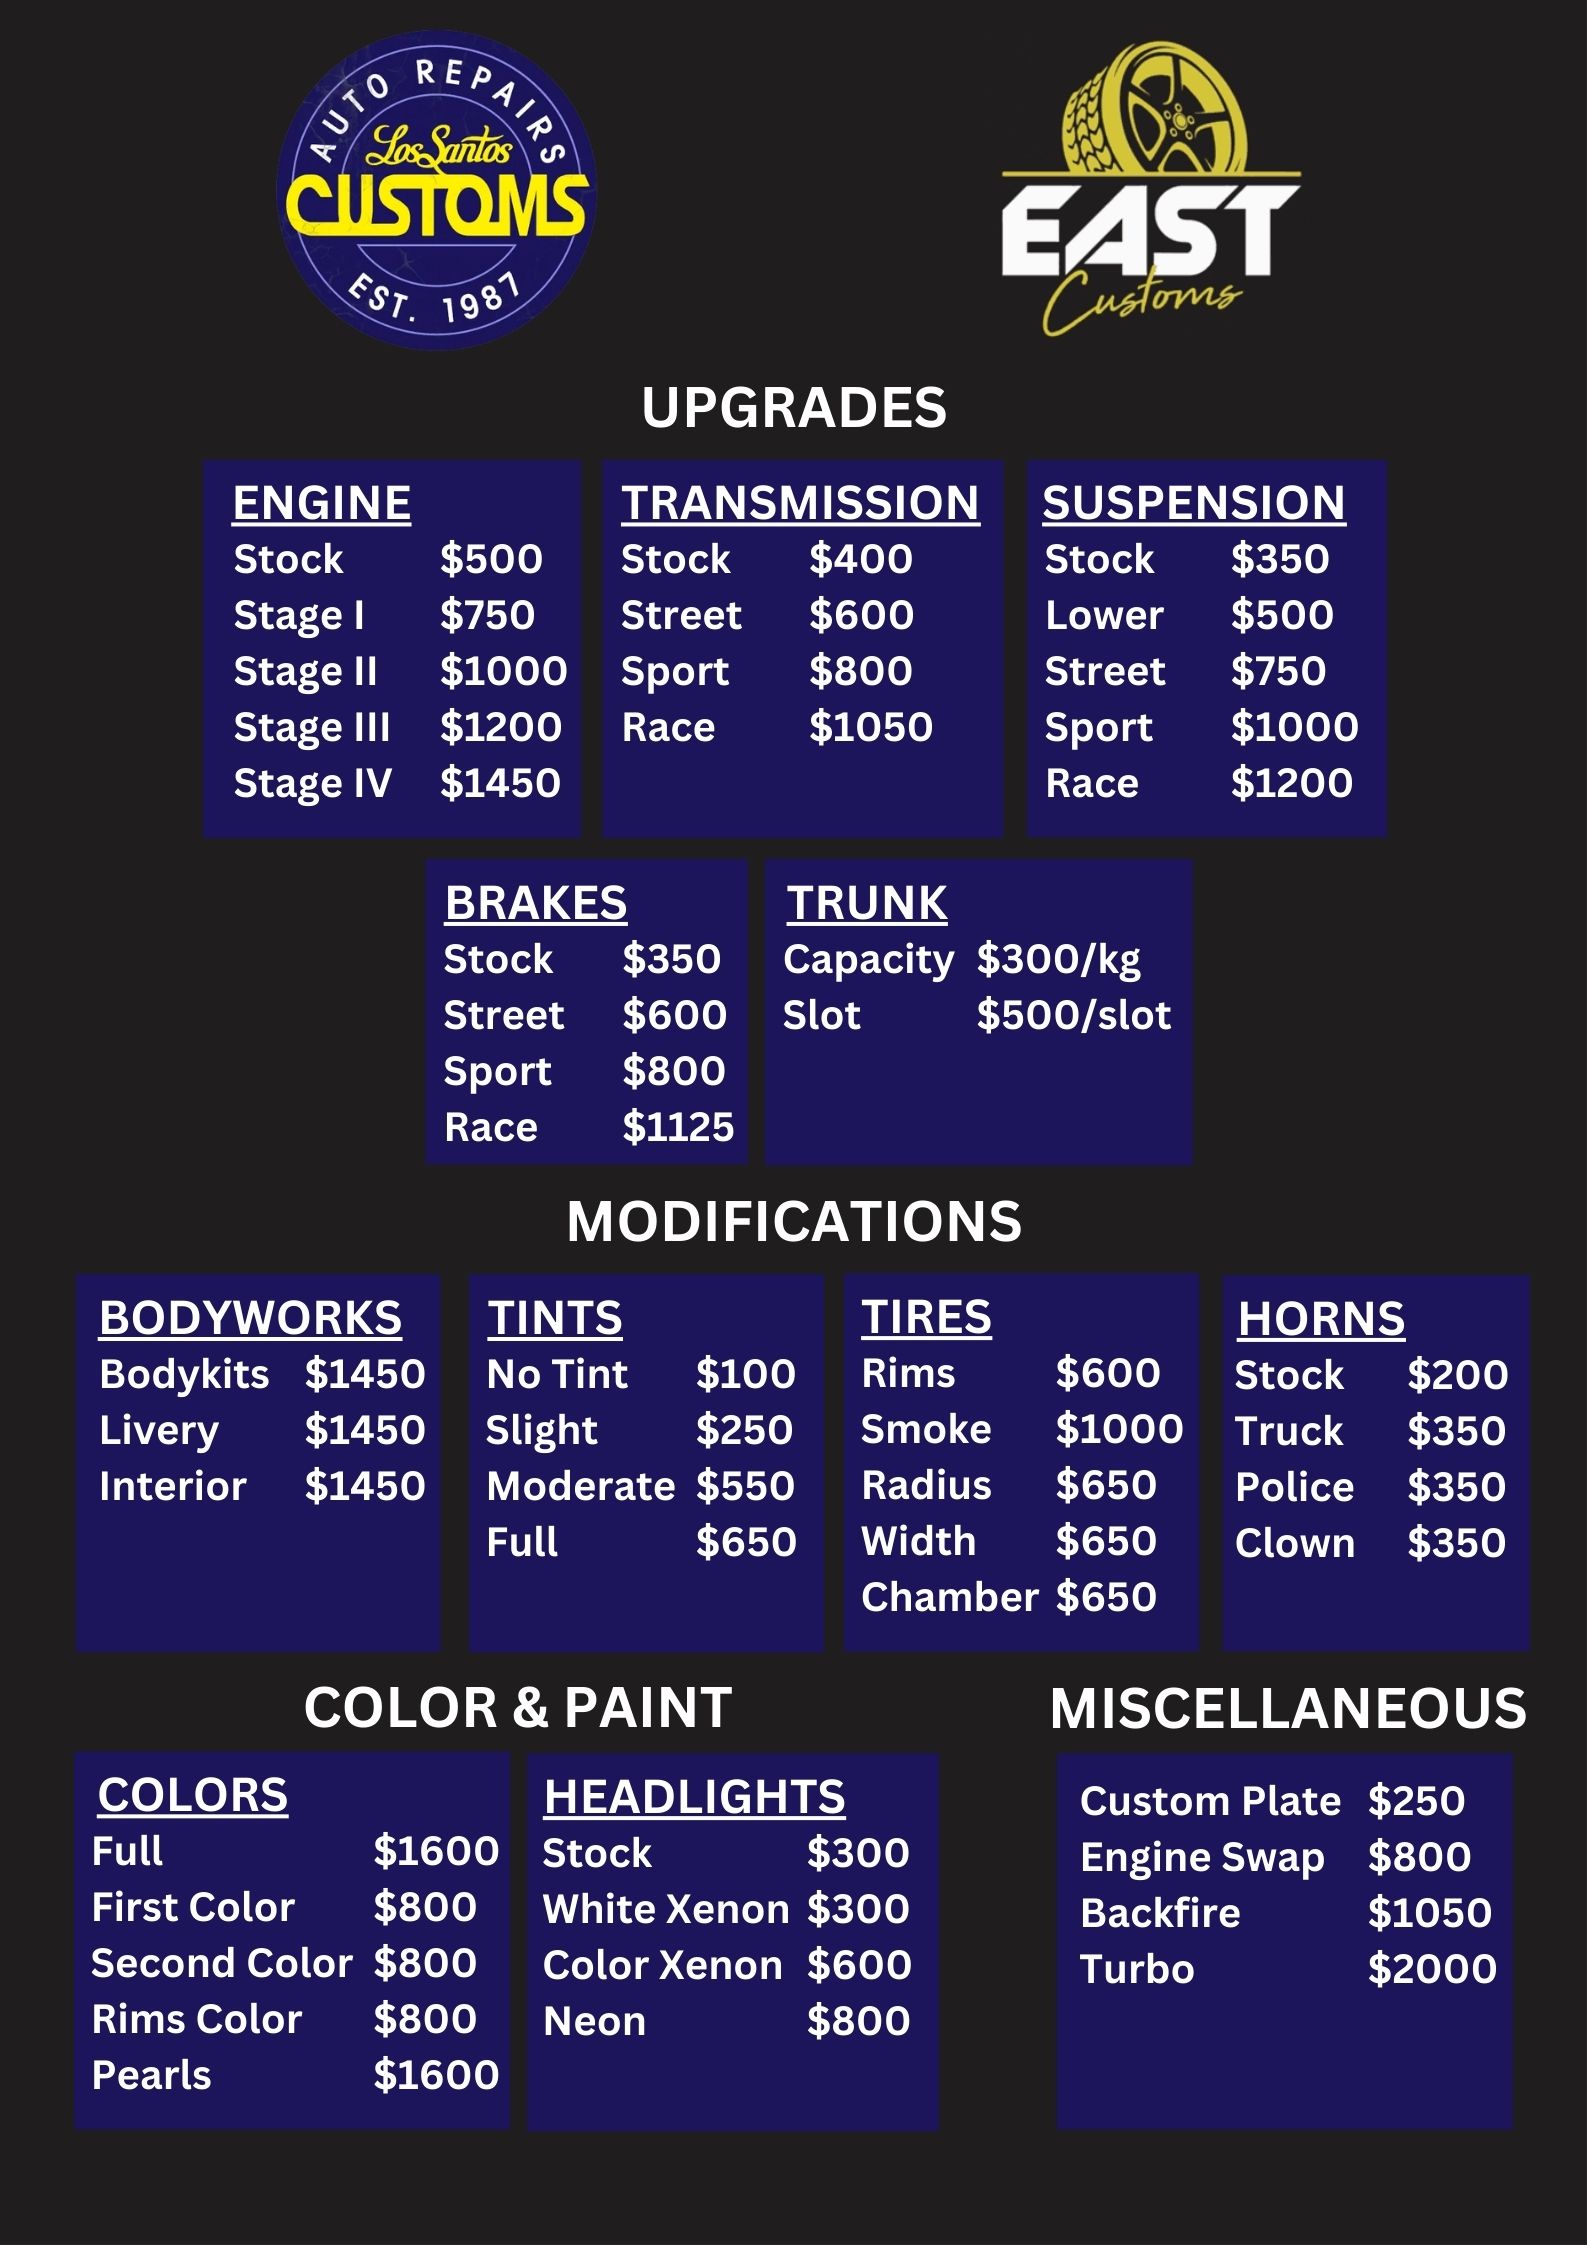 AUTO REPAIRS
Los Santos
CUSTOMS
EST. 1987
EAST
Customs
UPGRADES
ENGINE
Stock $500
Stage I $750
Stage II $1000
Stage III $1200
Stage IV $1450
TRANSMISSION
Stock $400
Street $600
Sport $800
Race $1050
SUSPENSION
Stock $350
Lower $500
Street $750
Sport $1000
Race $1200
BRAKES
Stock $350
Street $600
Sport $800
Race $1125
TRUNK
Capacity $300/kg
Slot $500/slot
MODIFICATIONS
BODYWORKS
Bodykits $1450
Livery $1450
Interior $1450
TINTS
No Tint $100
Slight $250
Moderate $550
Full $650
TIRES
Rims $600
Smoke $1000
Radius $650
Width $650
Chamber $650
HORNS
Stock $200
Truck $350
Police $350
Clown $350
COLOR & PAINT
COLORS
Full $1600
First Color $800
Second Color $800
Rims Color $800
Pearls $1600
HEADLIGHTS
Stock $300
White Xenon $300
Color Xenon $600
Neon $800
MISCELLANEOUS
Custom Plate $250
Engine Swap $800
Backfire $1050
Turbo $2000